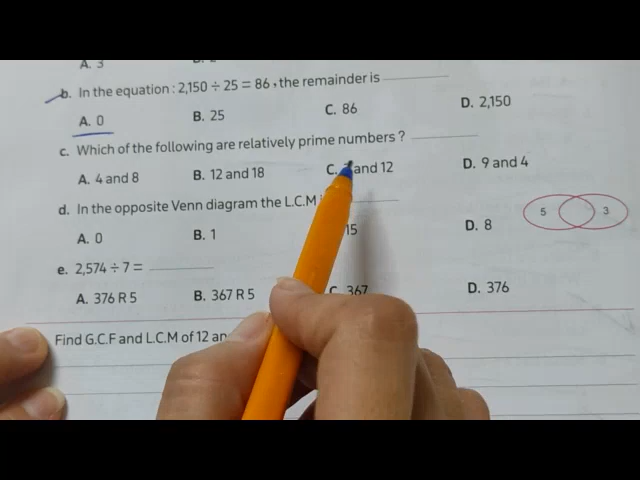 A. 3
b. In the equation : 2,150 ÷ 25 = 86 , the remainder is
A. 0 B. 25 C. 86 D. 2,150
c. Which of the following are relatively prime numbers ?
A. 4 and 8 B. 12 and 18 C. and 12 D. 9 and 4
d. In the opposite Venn diagram the L.C.M
5 3
A. 0 B. 1 15 D. 8
e. 2,574 ÷ 7 =
A. 376 R 5 B. 367 R 5 C. 367 D. 376
Find G.C.F and L.C.M of 12